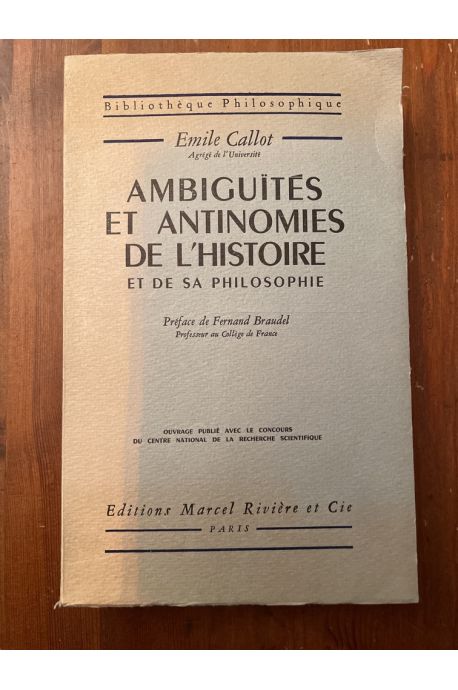 Bibliothèque Philosophique
Emile Callot
Agrégé de l'Université
AMBIGUÏTÉS
ET ANTINOMIES
DE L'HISTOIRE
ET DE SA PHILOSOPHIE
Préface de Fernand Braudel
Professeur au Collège de France
OUVRAGE PUBLIÉ AVEC LE CONCOURS
DU CENTRE NATIONAL DE LA RECHERCHE SCIENTIFIQUE
Editions Marcel Rivière et Cie
PARIS